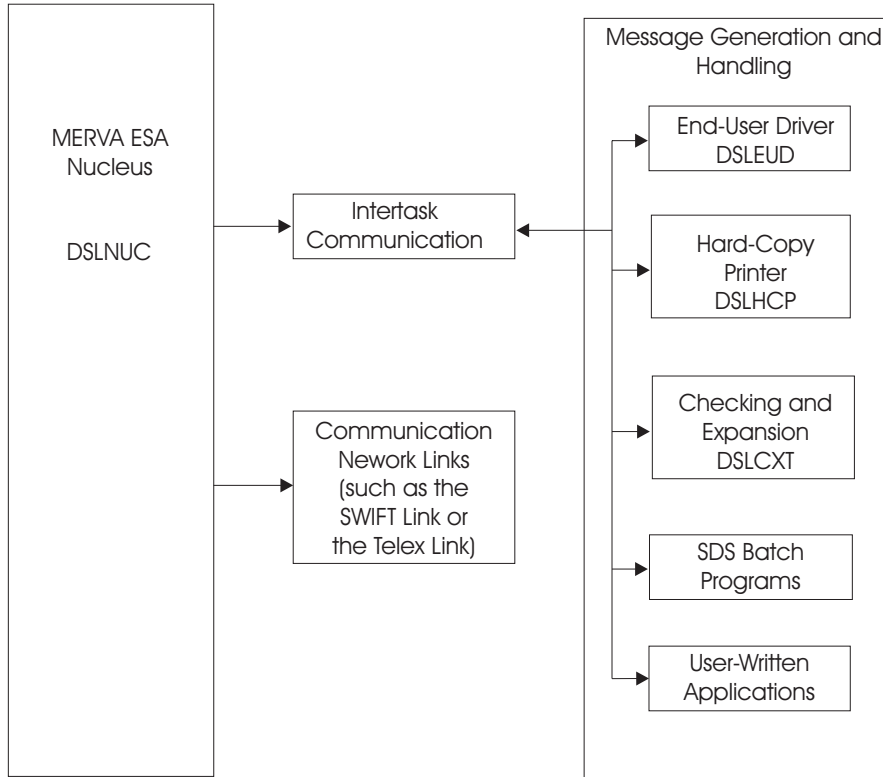 MERVA ESA
Nucleus
DSLNUC
Intertask
Communication
Communication
Nework Links
(such as the
SWIFT Link or
the Telex Link)
Message Generation and
Handling
End-User Driver
DSLEUD
Hard-Copy
Printer
DSLHCP
Checking and
Expansion
DSLCXT
SDS Batch
Programs
User-Written
Applications